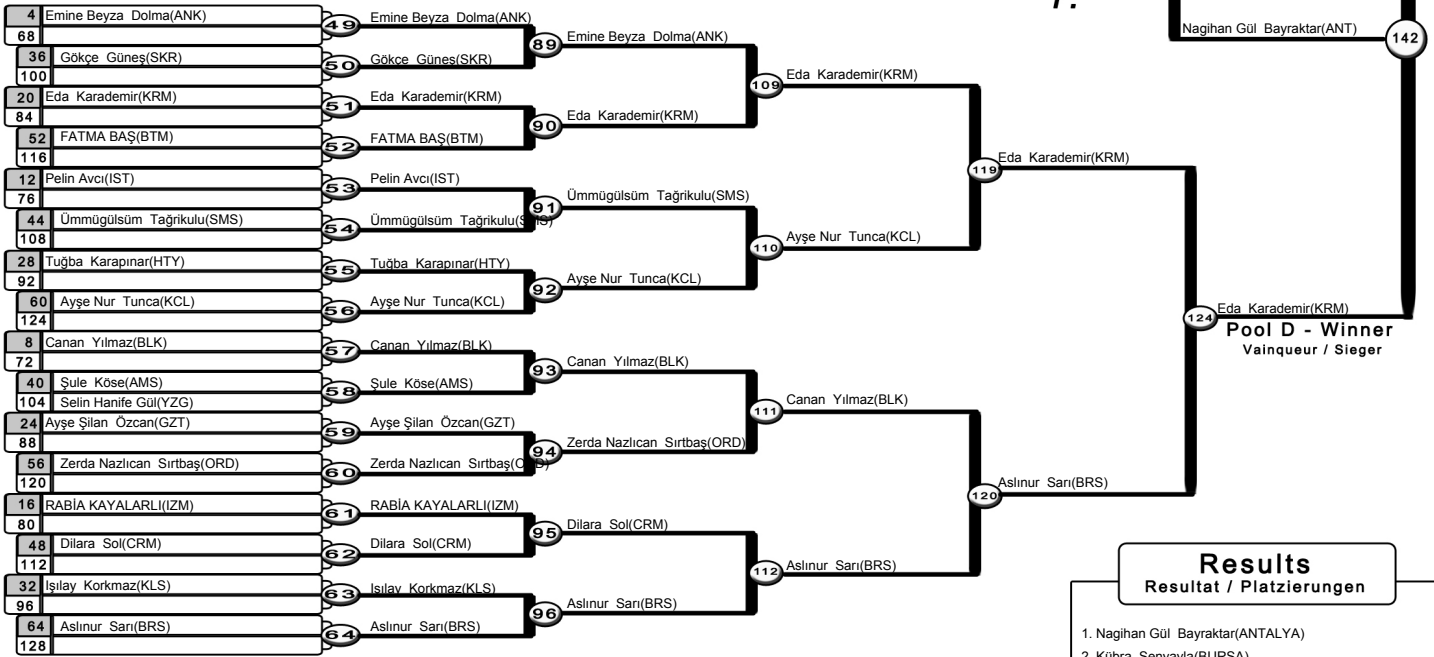 1.
Nagihan Gül Bayraktar(ANT)
142
4 Emine Beyza Dolma(ANK)
68
36 Gökçe Güneş(SKR)
100
20 Eda Karademir(KRM)
84
52 FATMA BAŞ(BTM)
116
12 Pelin Avcı(IST)
76
44 Ümmügülsüm Tağrikulu(SMS)
108
28 Tuğba Karapınar(HTY)
92
60 Ayşe Nur Tunca(KCL)
124
8 Canan Yılmaz(BLK)
72
40 Şule Köse(AMS)
104 Selin Hanife Gül(YZG)
24 Ayşe Şilan Özcan(GZT)
88
56 Zerda Nazlıcan Sırtbaş(ORD)
120
16 RABİA KAYALARLI(IZM)
80
48 Dilara Sol(CRM)
112
32 Işılay Korkmaz(KLS)
96
64 Aslınur Sarı(BRS)
128
49 Emine Beyza Dolma(ANK)
50 Gökçe Güneş(SKR)
51 Eda Karademir(KRM)
52 FATMA BAŞ(BTM)
53 Pelin Avcı(IST)
54 Ümmügülsüm Tağrikulu(SMS)
55 Tuğba Karapınar(HTY)
56 Ayşe Nur Tunca(KCL)
57 Canan Yılmaz(BLK)
58 Şule Köse(AMS)
59 Ayşe Şilan Özcan(GZT)
60 Zerda Nazlıcan Sırtbaş(ORD)
61 RABİA KAYALARLI(IZM)
62 Dilara Sol(CRM)
63 Işılay Korkmaz(KLS)
64 Aslınur Sarı(BRS)
89 Emine Beyza Dolma(ANK)
90 Eda Karademir(KRM)
91 Ümmügülsüm Tağrikulu(SMS)
92 Ayşe Nur Tunca(KCL)
93 Canan Yılmaz(BLK)
94 Zerda Nazlıcan Sırtbaş(ORD)
95 Dilara Sol(CRM)
96 Aslınur Sarı(BRS)
109 Eda Karademir(KRM)
110 Ayşe Nur Tunca(KCL)
111 Canan Yılmaz(BLK)
112 Aslınur Sarı(BRS)
119 Eda Karademir(KRM)
120 Aslınur Sarı(BRS)
124 Eda Karademir(KRM)
Pool D - Winner
Vainqueur / Sieger
Results
Resultat / Platzierungen
1. Nagihan Gül Bayraktar(ANTALYA)
2. Kübra Şenyayla(BURSA)